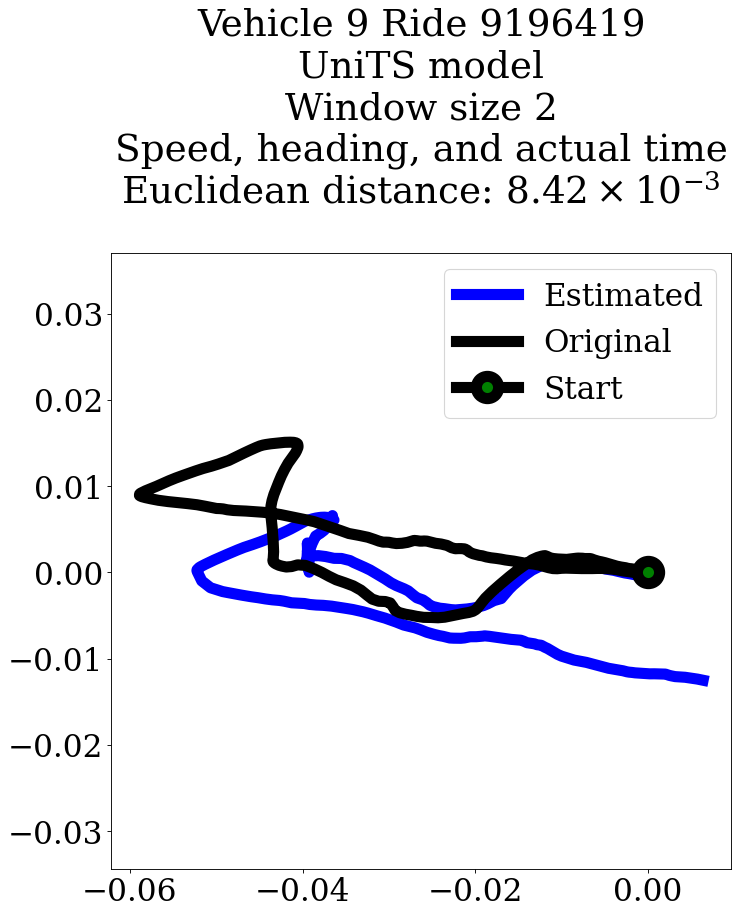 Vehicle 9 Ride 9196419
UniTS model
Window size 2
Speed, heading, and actual time
Euclidean distance: 8.42 × 10⁻³
Estimated
Original
Start
0.03
0.02
0.01
0.00
−0.01
−0.02
−0.03
−0.06
−0.04
−0.02
0.00